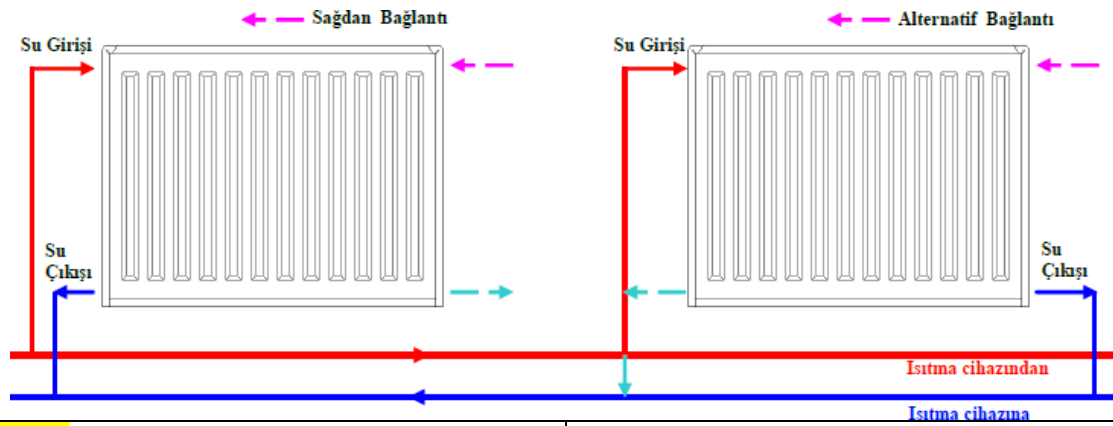 Sağdan Bağlantı
Alternatif Bağlantı
Su Girişi
Su Girişi
Su
Çıkışı
Su
Çıkışı
Isıtma cihazından
Isıtma cihazına